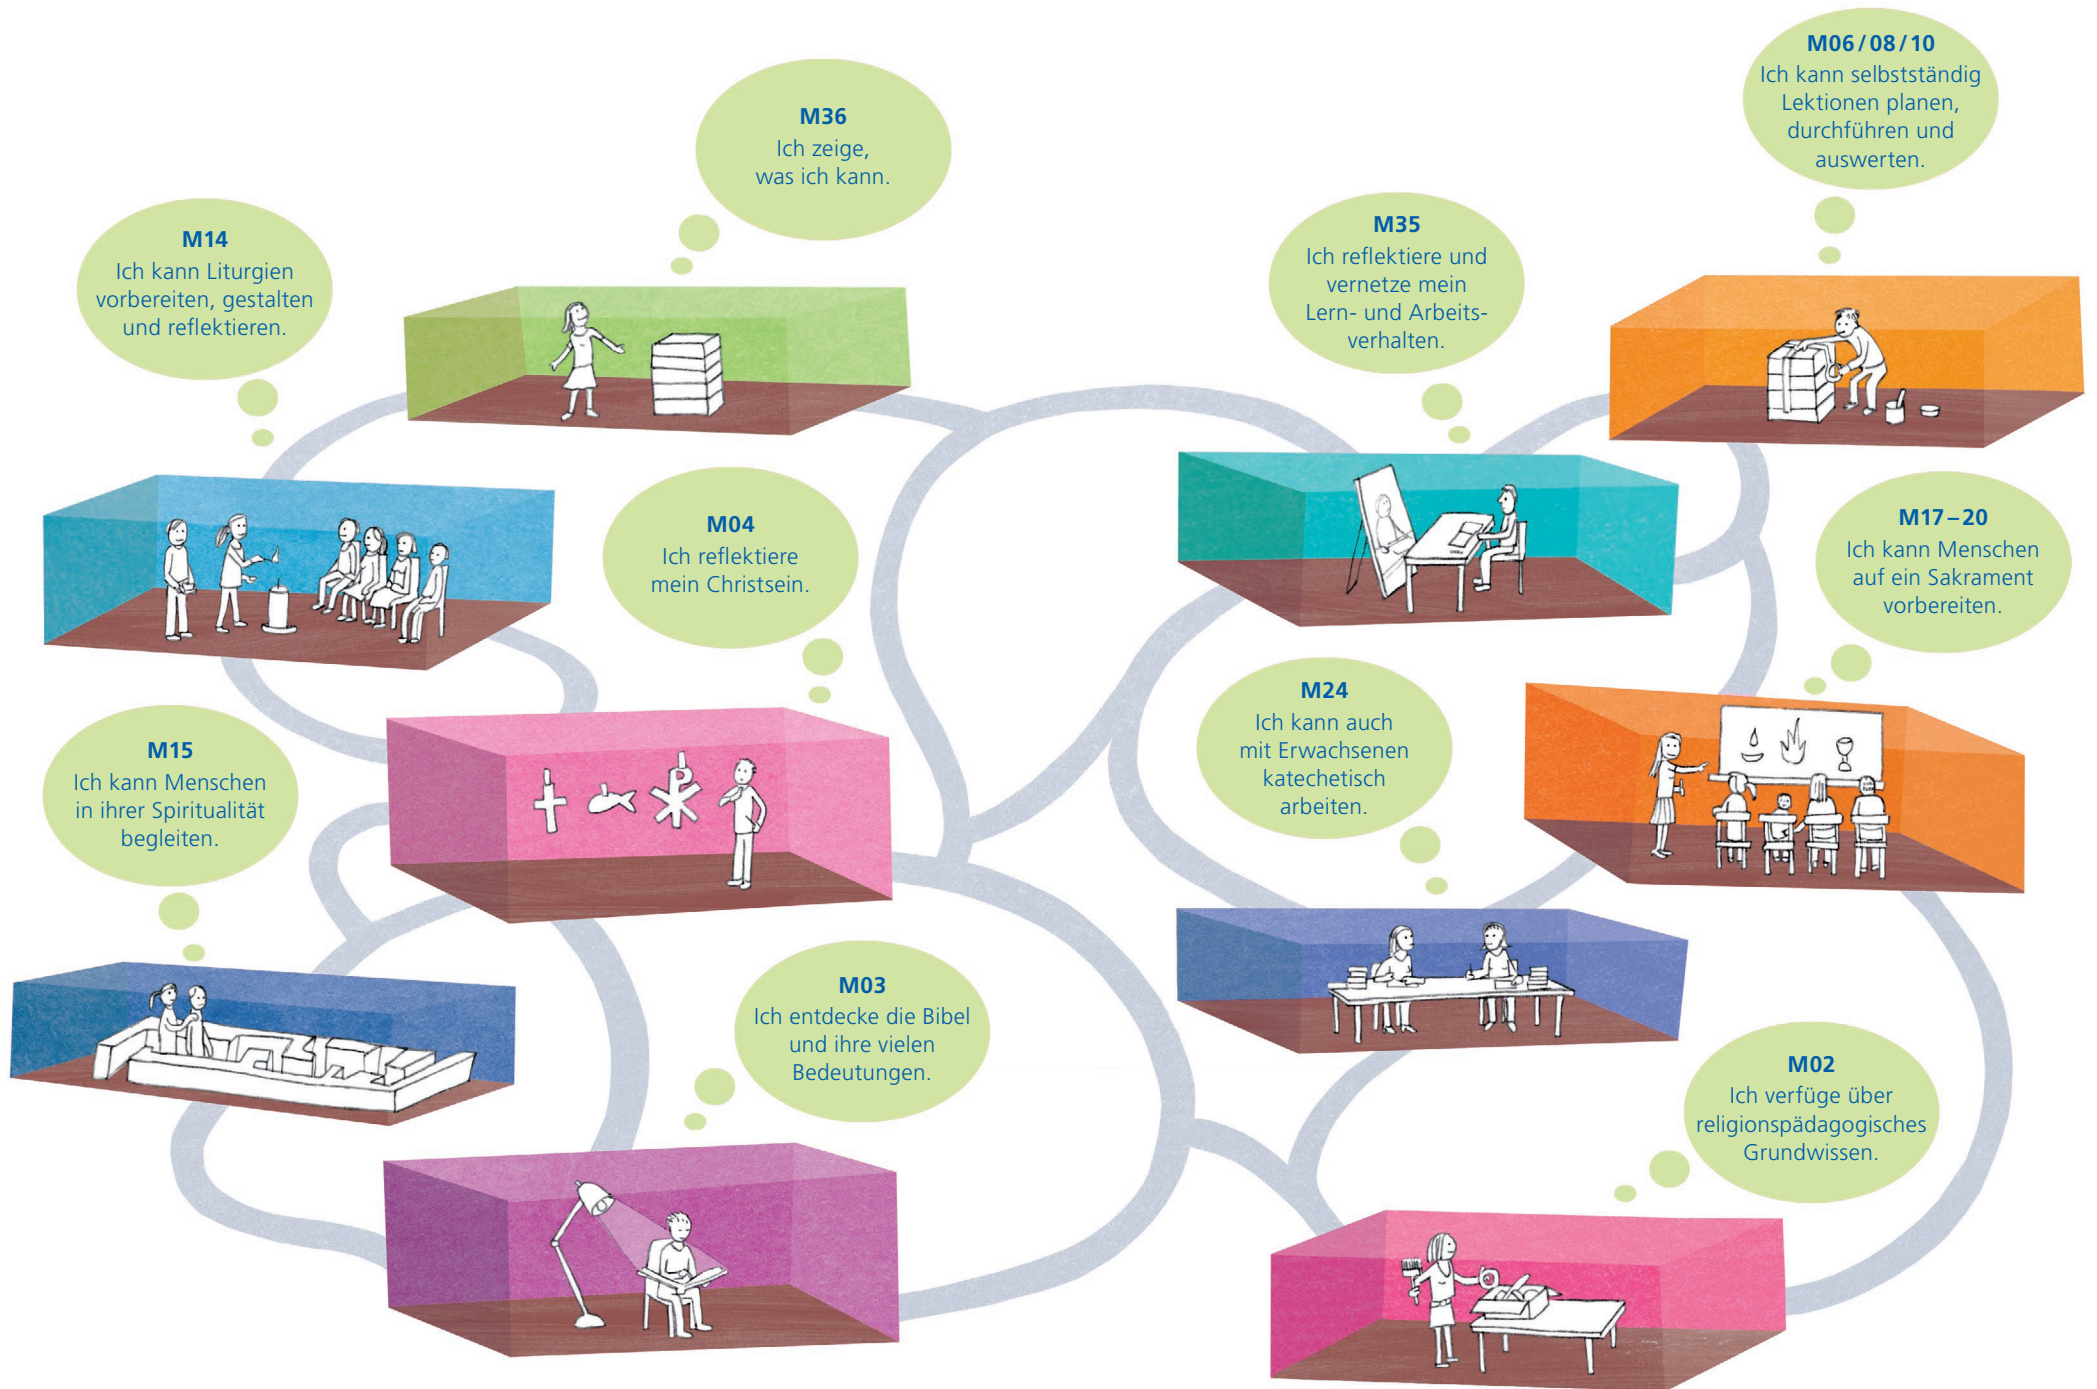 M06/08/10
Ich kann selbstständig
Lektionen planen,
durchführen und
auswerten.
M36
Ich zeige,
was ich kann.
M14
Ich kann Liturgien
vorbereiten, gestalten
und reflektieren.
M35
Ich reflektiere und
vernetze mein
Lern- und Arbeits-
verhalten.
M04
Ich reflektiere
mein Christsein.
M17–20
Ich kann Menschen
auf ein Sakrament
vorbereiten.
M15
Ich kann Menschen
in ihrer Spiritualität
begleiten.
M24
Ich kann auch
mit Erwachsenen
katechetisch
arbeiten.
M03
Ich entdecke die Bibel
und ihre vielen
Bedeutungen.
M02
Ich verfüge über
religionspädagogisches
Grundwissen.